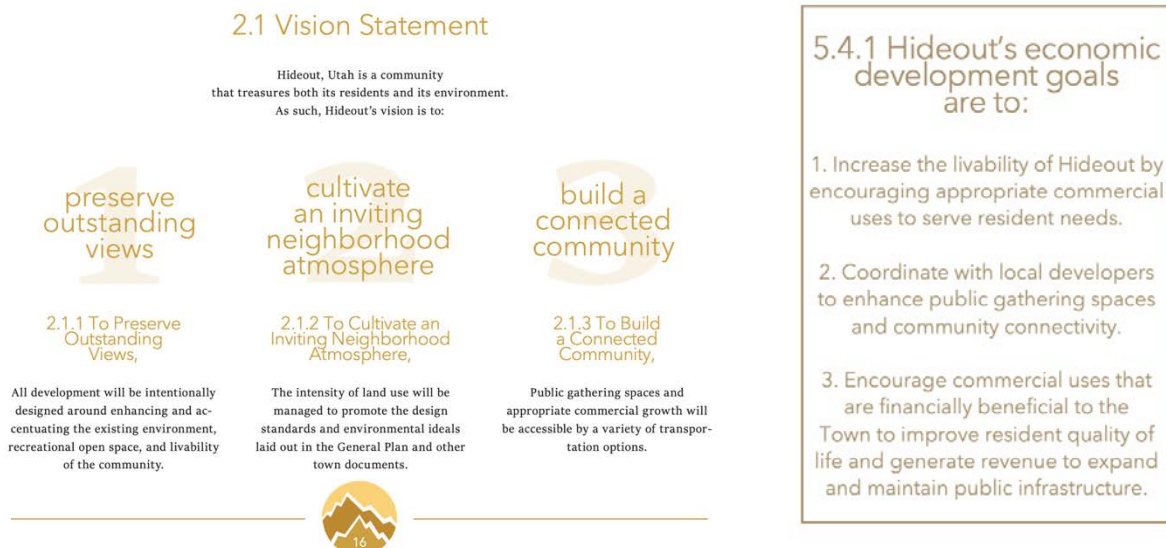 2.1 Vision Statement
Hideout, Utah is a community
that treasures both its residents and its environment.
As such, Hideout's vision is to:
1
preserve
outstanding
views
2.1.1 To Preserve
Outstanding
Views,
All development will be intentionally
designed around enhancing and ac-
centuating the existing environment,
recreational open space, and livability
of the community.
2
cultivate
an inviting
neighborhood
atmosphere
2.1.2 To Cultivate an
Inviting Neighborhood
Atmosphere,
The intensity of land use will be
managed to promote the design
standards and environmental ideals
laid out in the General Plan and other
town documents.
3
build a
connected
community
2.1.3 To Build
a Connected
Community,
Public gathering spaces and
appropriate commercial growth will
be accessible by a variety of transpor-
tation options.
16
5.4.1 Hideout's economic
development goals
are to:
1. Increase the livability of Hideout by
encouraging appropriate commercial
uses to serve resident needs.
2. Coordinate with local developers
to enhance public gathering spaces
and community connectivity.
3. Encourage commercial uses that
are financially beneficial to the
Town to improve resident quality of
life and generate revenue to expand
and maintain public infrastructure.